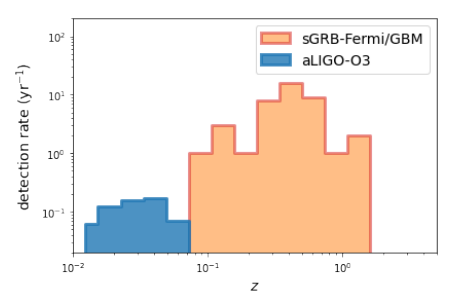 sGRB-Fermi/GBM
aLIGO-O3
detection rate (yr⁻¹)
10²
10¹
10⁰
10⁻¹
10⁻² 10⁻¹ 10⁰
z